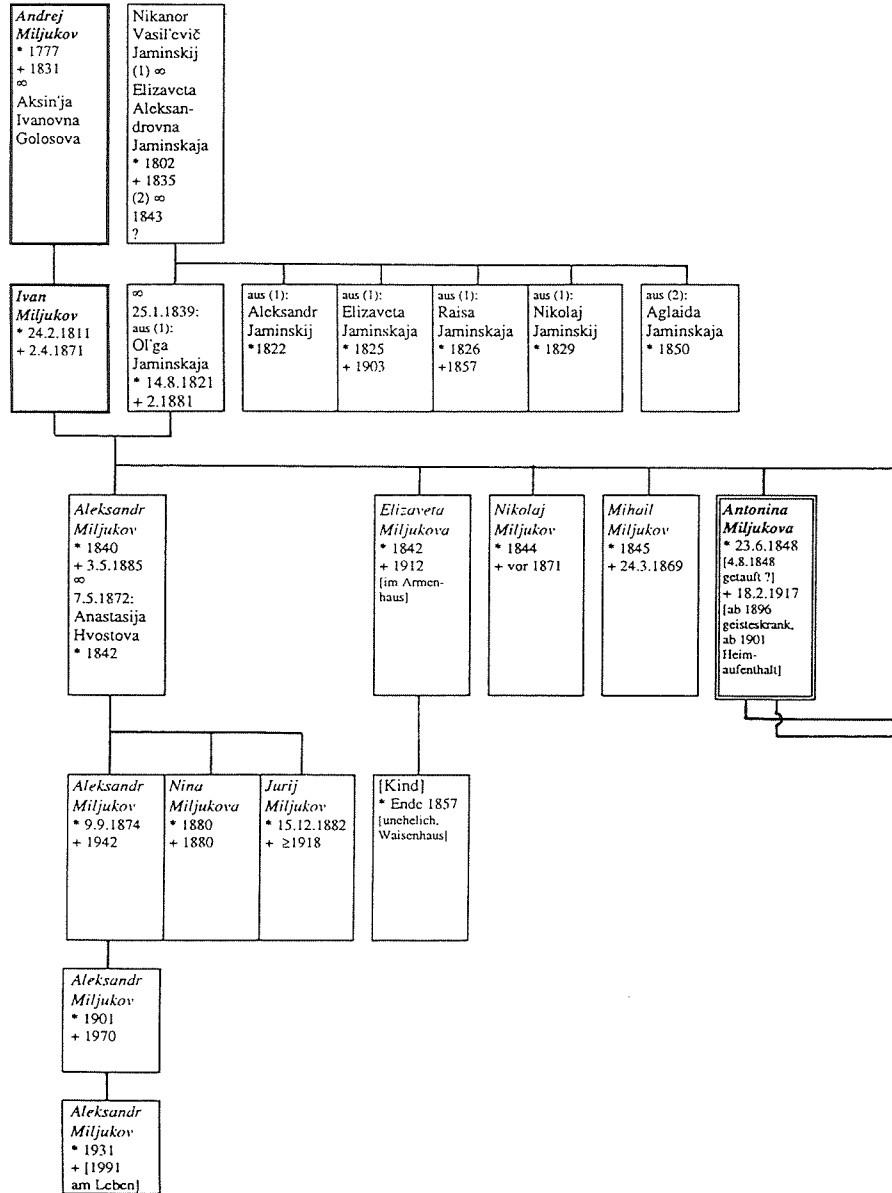 Andrej
Miljukov
* 1777
+ 1831
∞
Aksin'ja
Ivanovna
Golosova
Nikanor
Vasil'evič
Jaminskij
(1) ∞
Elizaveta
Aleksan-
drovna
Jaminskaja
* 1802
+ 1835
(2) ∞
1843
?
Ivan
Miljukov
* 24.2.1811
+ 2.4.1871
∞
25.1.1839:
aus (1):
Ol'ga
Jaminskaja
* 14.8.1821
+ 2.1881
aus (1):
Aleksandr
Jaminskij
*1822
aus (1):
Elizaveta
Jaminskaja
* 1825
+ 1903
aus (1):
Raisa
Jaminskaja
* 1826
+1857
aus (1):
Nikolaj
Jaminskij
* 1829
aus (2):
Aglaida
Jaminskaja
* 1850
Aleksandr
Miljukov
* 1840
+ 3.5.1885
∞
7.5.1872:
Anastasija
Hvostova
* 1842
Elizaveta
Miljukova
* 1842
+ 1912
[im Armen-
haus]
Nikolaj
Miljukov
* 1844
+ vor 1871
Mihail
Miljukov
* 1845
+ 24.3.1869
Antonina
Miljukova
* 23.6.1848
[4.8.1848
getauft ?]
+ 18.2.1917
[ab 1896
geisteskrank,
ab 1901
Heim-
aufenthalt]
Aleksandr
Miljukov
* 9.9.1874
+ 1942
Nina
Miljukova
* 1880
+ 1880
Jurij
Miljukov
* 15.12.1882
+ ≥1918
[Kind]
* Ende 1857
[unehelich,
Waisenhaus]
Aleksandr
Miljukov
* 1901
+ 1970
Aleksandr
Miljukov
* 1931
+ [1991
am Leben]